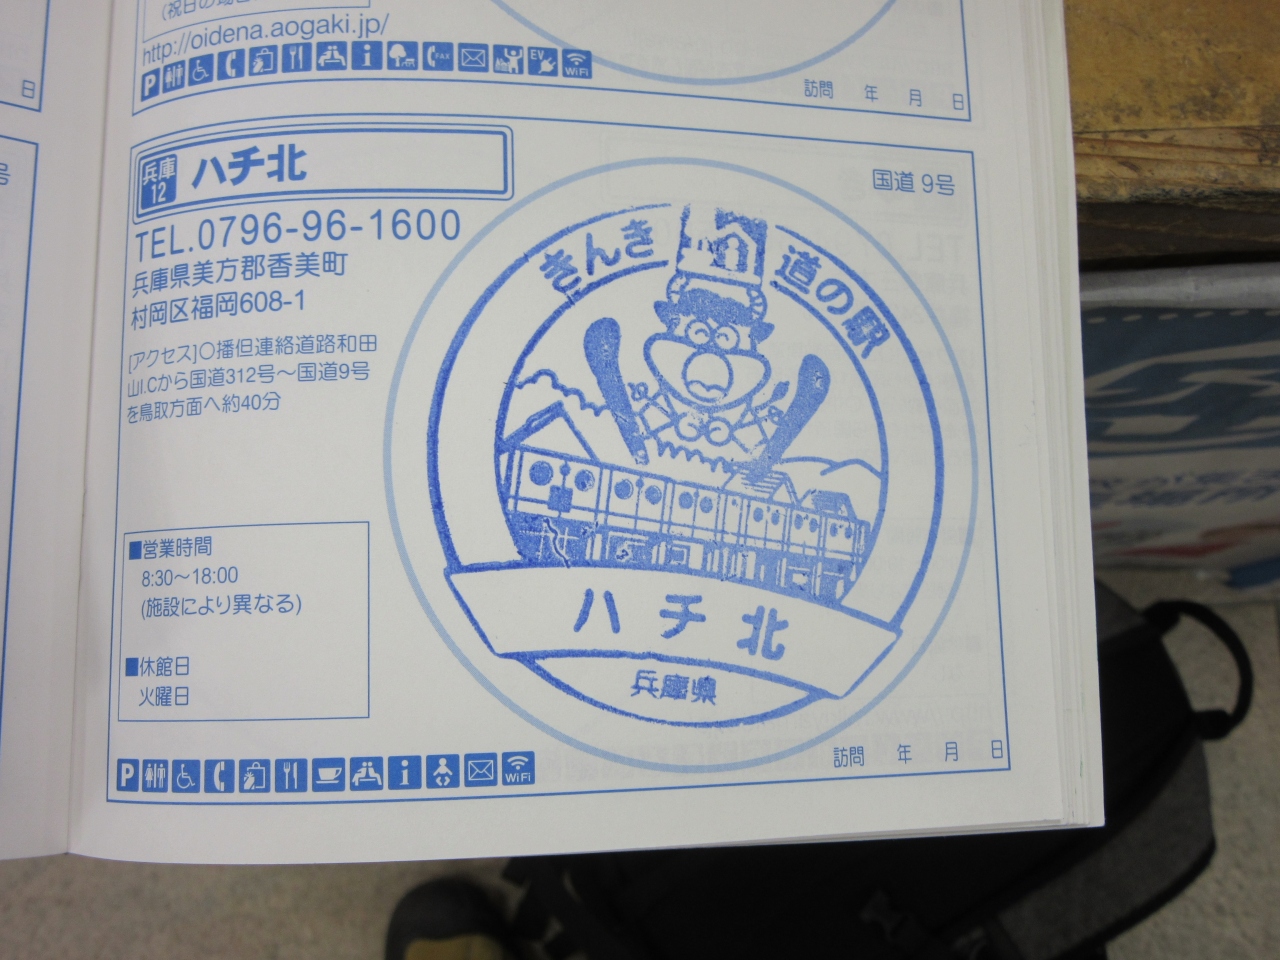 http://oidena.aogaki.jp/
P i FAX EV WiFi
訪問 年 月 日
日
号
兵庫
12
ハチ北
国道 9号
TEL.0796-96-1600
兵庫県美方郡香美町
村岡区福岡608-1
[アクセス]〇播但連絡道路和田
山I.Cから国道312号〜国道9号
を鳥取方面へ約40分
きんき 道の駅
ハチ北
兵庫県
■営業時間
8:30〜18:00
(施設により異なる)
■休館日
火曜日
P i WiFi
訪問 年 月 日